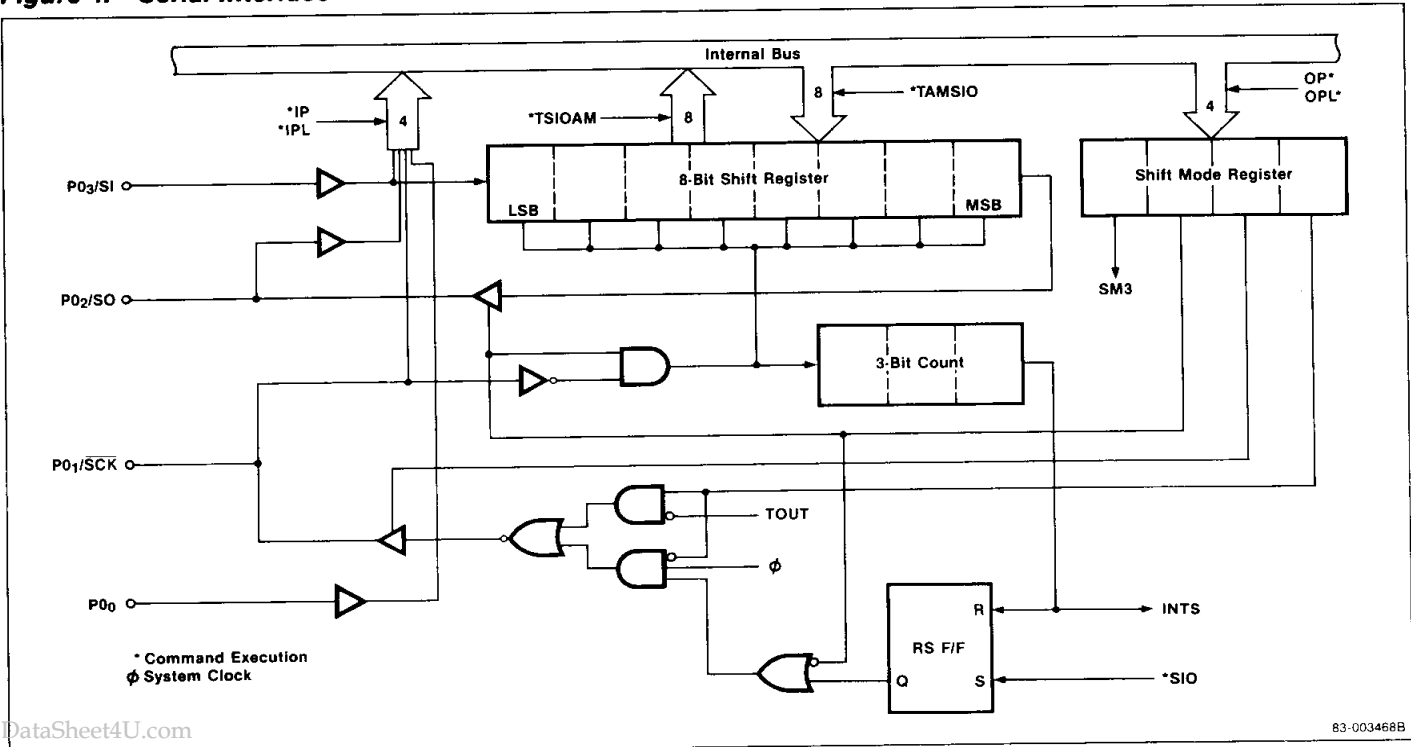 Internal Bus
*IP
*IPL
4
*TSIOAM
8
8
*TAMSIO
4
OP*
OPL*
P0₃/SI
8-Bit Shift Register
LSB
MSB
Shift Mode Register
SM3
P0₂/SO
3-Bit Count
P0₁/S̅C̅K̅
TOUT
ϕ
P0₀
R
INTS
RS F/F
Q
S
*SIO
* Command Execution
ϕ System Clock
DataSheet4U.com
83-003468B